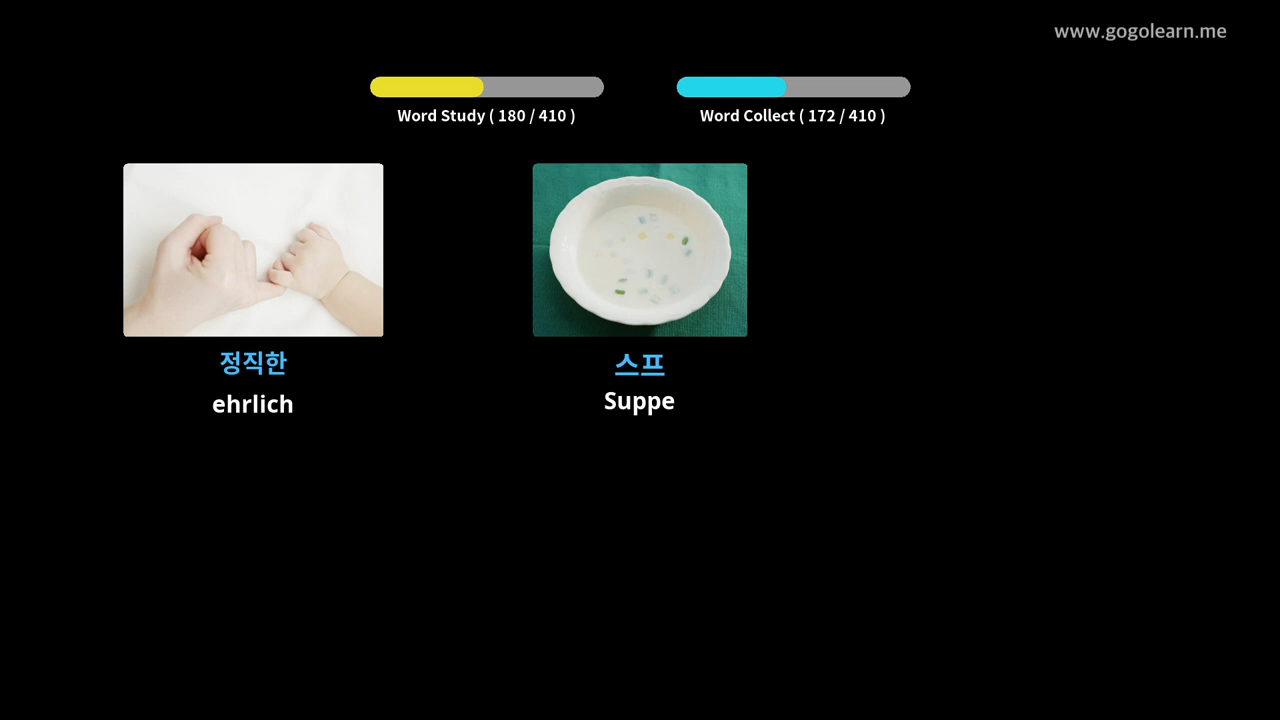 www.gogolearn.me
Word Study ( 180 / 410 )
Word Collect ( 172 / 410 )
정직한
ehrlich
스프
Suppe